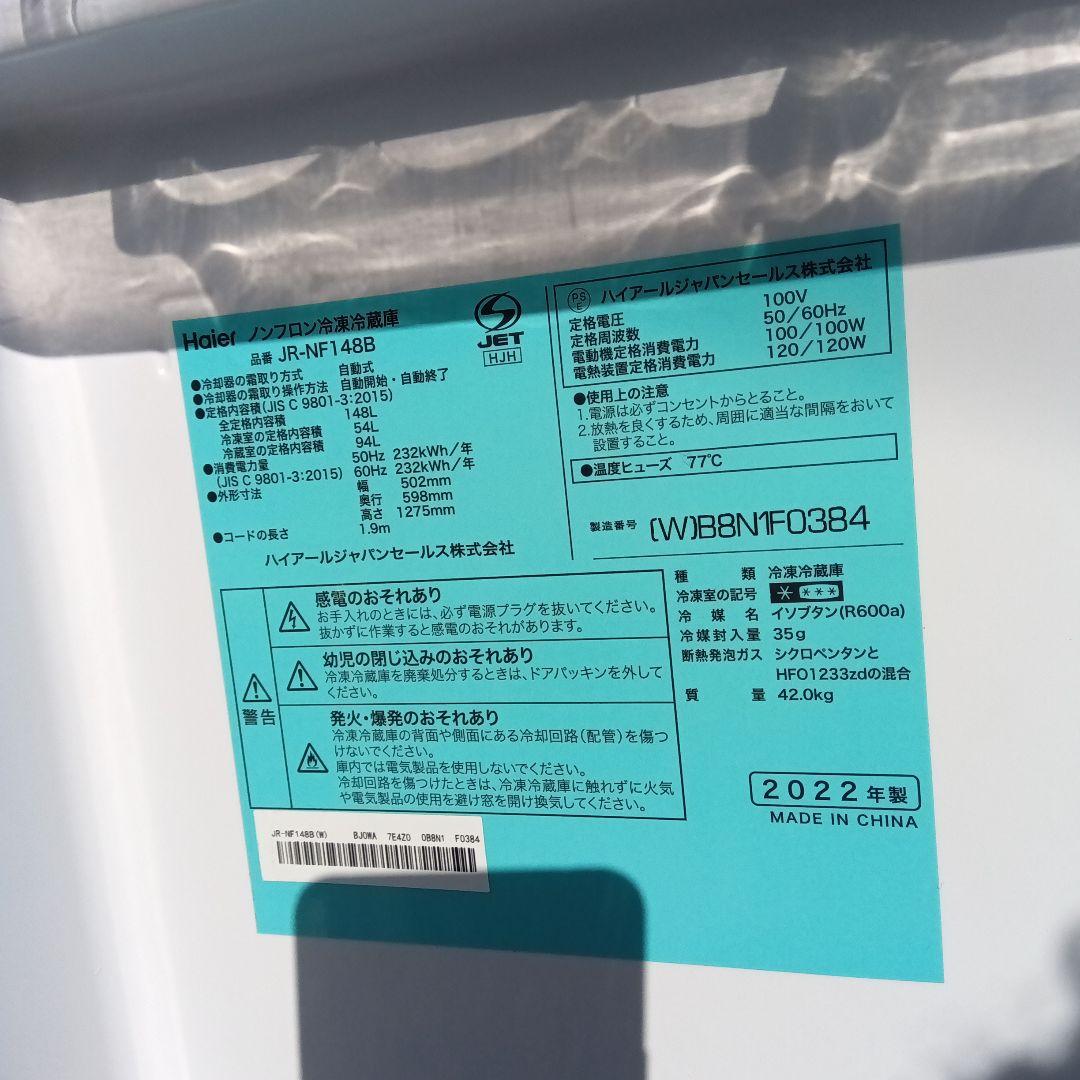 Haier ノンフロン冷凍冷蔵庫
品番 JR-NF148B
●冷却器の霜取り方式 自動式
●冷却器の霜取り操作方法 自動開始・自動終了
●定格内容積(JIS C 9801-3:2015)
全定格内容積 148L
冷凍室の定格内容積 54L
冷蔵室の定格内容積 94L
●消費電力量 50Hz 232kWh/年
(JIS C 9801-3:2015) 60Hz 232kWh/年
●外形寸法 幅 502mm
奥行 598mm
高さ 1275mm
●コードの長さ 1.9m
ハイアールジャパンセールス株式会社
JET
HJH
PS
E
ハイアールジャパンセールス株式会社
定格電圧 100V
定格周波数 50/60Hz
電動機定格消費電力 100/100W
電熱装置定格消費電力 120/120W
●使用上の注意
1.電源は必ずコンセントからとること。
2.放熱を良くするため、周囲に適当な間隔をおいて
設置すること。
●温度ヒューズ 77℃
製造番号 (W)B8N1F0384
警告
感電のおそれあり
お手入れのときには、必ず電源プラグを抜いてください。
抜かずに作業すると感電のおそれがあります。
幼児の閉じ込めのおそれあり
冷凍冷蔵庫を廃棄処分するときは、ドアパッキンを外して
ください。
発火・爆発のおそれあり
冷凍冷蔵庫の背面や側面にある冷却回路(配管)を傷つ
けないでください。
庫内では電気製品を使用しないでください。
冷却回路を傷つけたときは、冷凍冷蔵庫に触れずに火気
や電気製品の使用を避け窓を開け換気してください。
種類 冷凍冷蔵庫
冷凍室の記号 * ***
冷媒名 イソブタン(R600a)
冷媒封入量 35g
断熱発泡ガス シクロペンタンと
HFO1233zdの混合
質量 42.0kg
2022年製
MADE IN CHINA
JR-NF148B(W) BJ0WA 7E4Z0 0B8N1 F0384